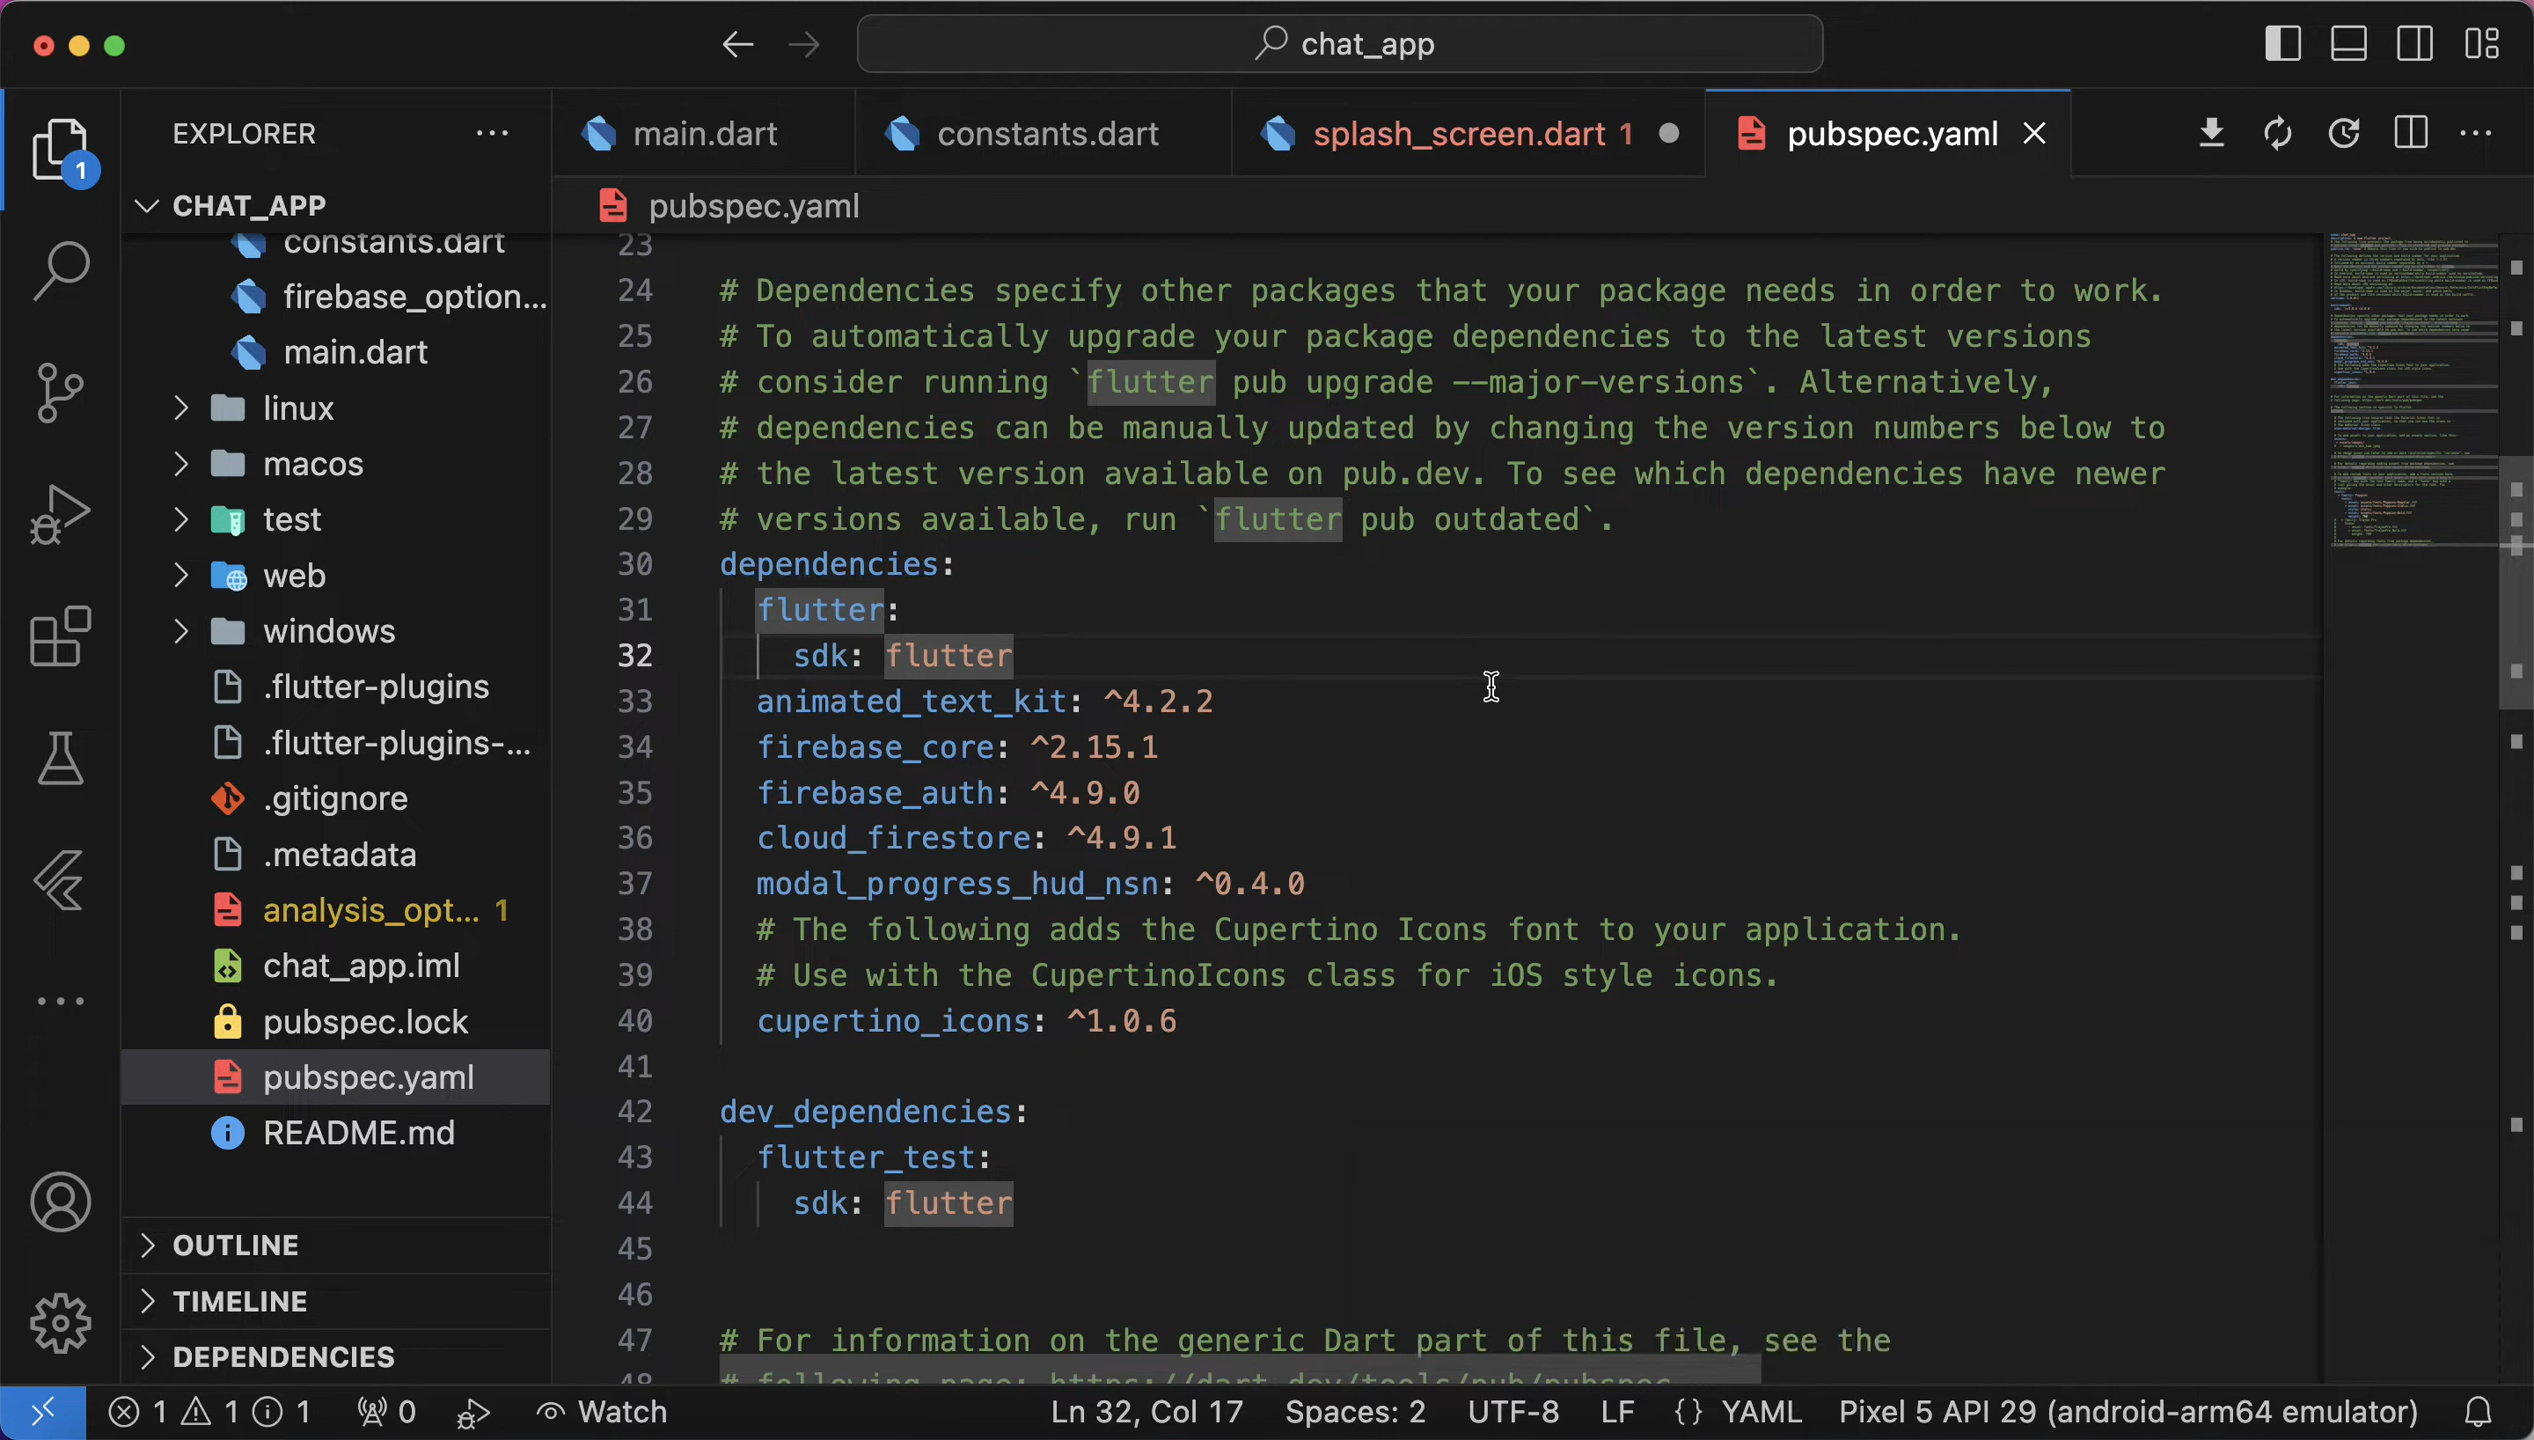 chat_app
EXPLORER
main.dart
constants.dart
splash_screen.dart 1
pubspec.yaml
1
CHAT_APP
constants.dart
firebase_option...
main.dart
linux
macos
test
web
windows
.flutter-plugins
.flutter-plugins-...
.gitignore
.metadata
analysis_opt... 1
chat_app.iml
pubspec.lock
pubspec.yaml
README.md
OUTLINE
TIMELINE
DEPENDENCIES
pubspec.yaml
23
24 # Dependencies specify other packages that your package needs in order to work.
25 # To automatically upgrade your package dependencies to the latest versions
26 # consider running `flutter pub upgrade --major-versions`. Alternatively,
27 # dependencies can be manually updated by changing the version numbers below to
28 # the latest version available on pub.dev. To see which dependencies have newer
29 # versions available, run `flutter pub outdated`.
30 dependencies:
31 flutter:
32 sdk: flutter
33 animated_text_kit: ^4.2.2
34 firebase_core: ^2.15.1
35 firebase_auth: ^4.9.0
36 cloud_firestore: ^4.9.1
37 modal_progress_hud_nsn: ^0.4.0
38 # The following adds the Cupertino Icons font to your application.
39 # Use with the CupertinoIcons class for iOS style icons.
40 cupertino_icons: ^1.0.6
41
42 dev_dependencies:
43 flutter_test:
44 sdk: flutter
45
46
47 # For information on the generic Dart part of this file, see the
48 # following page: https://dart.dev/tools/pub/pubspec
1 1 1 0 Watch Ln 32, Col 17 Spaces: 2 UTF-8 LF {} YAML Pixel 5 API 29 (android-arm64 emulator)